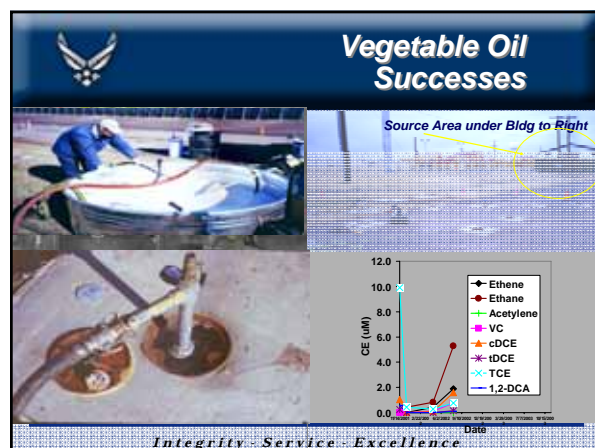 Vegetable Oil
Successes
Source Area under Bldg to Right
12.0
10.0
8.0
6.0
4.0
2.0
0.0
CE (uM)
Ethene
Ethane
Acetylene
VC
cDCE
tDCE
TCE
1,2-DCA
Date
Integrity - Service - Excellence